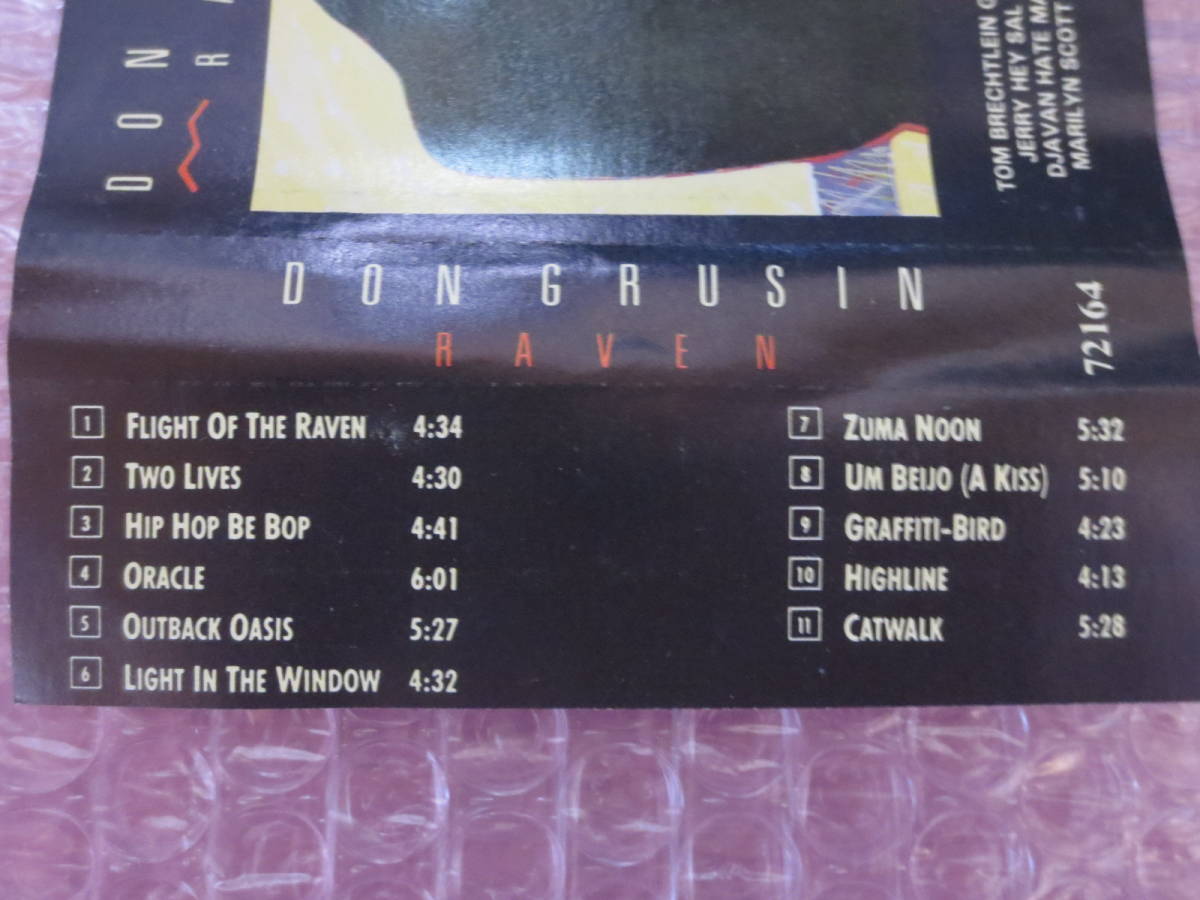 DON
R
TOM BRECHTLEIN
JERRY HEY SAL
DJAVAN HATE
MARILYN SCOTT
DON GRUSIN
RAVEN
72164
1 FLIGHT OF THE RAVEN 4:34
2 TWO LIVES 4:30
3 HIP HOP BE BOP 4:41
4 ORACLE 6:01
5 OUTBACK OASIS 5:27
6 LIGHT IN THE WINDOW 4:32
7 ZUMA NOON 5:32
8 UM BEIJO (A KISS) 5:10
9 GRAFFITI-BIRD 4:23
10 HIGHLINE 4:13
11 CATWALK 5:28